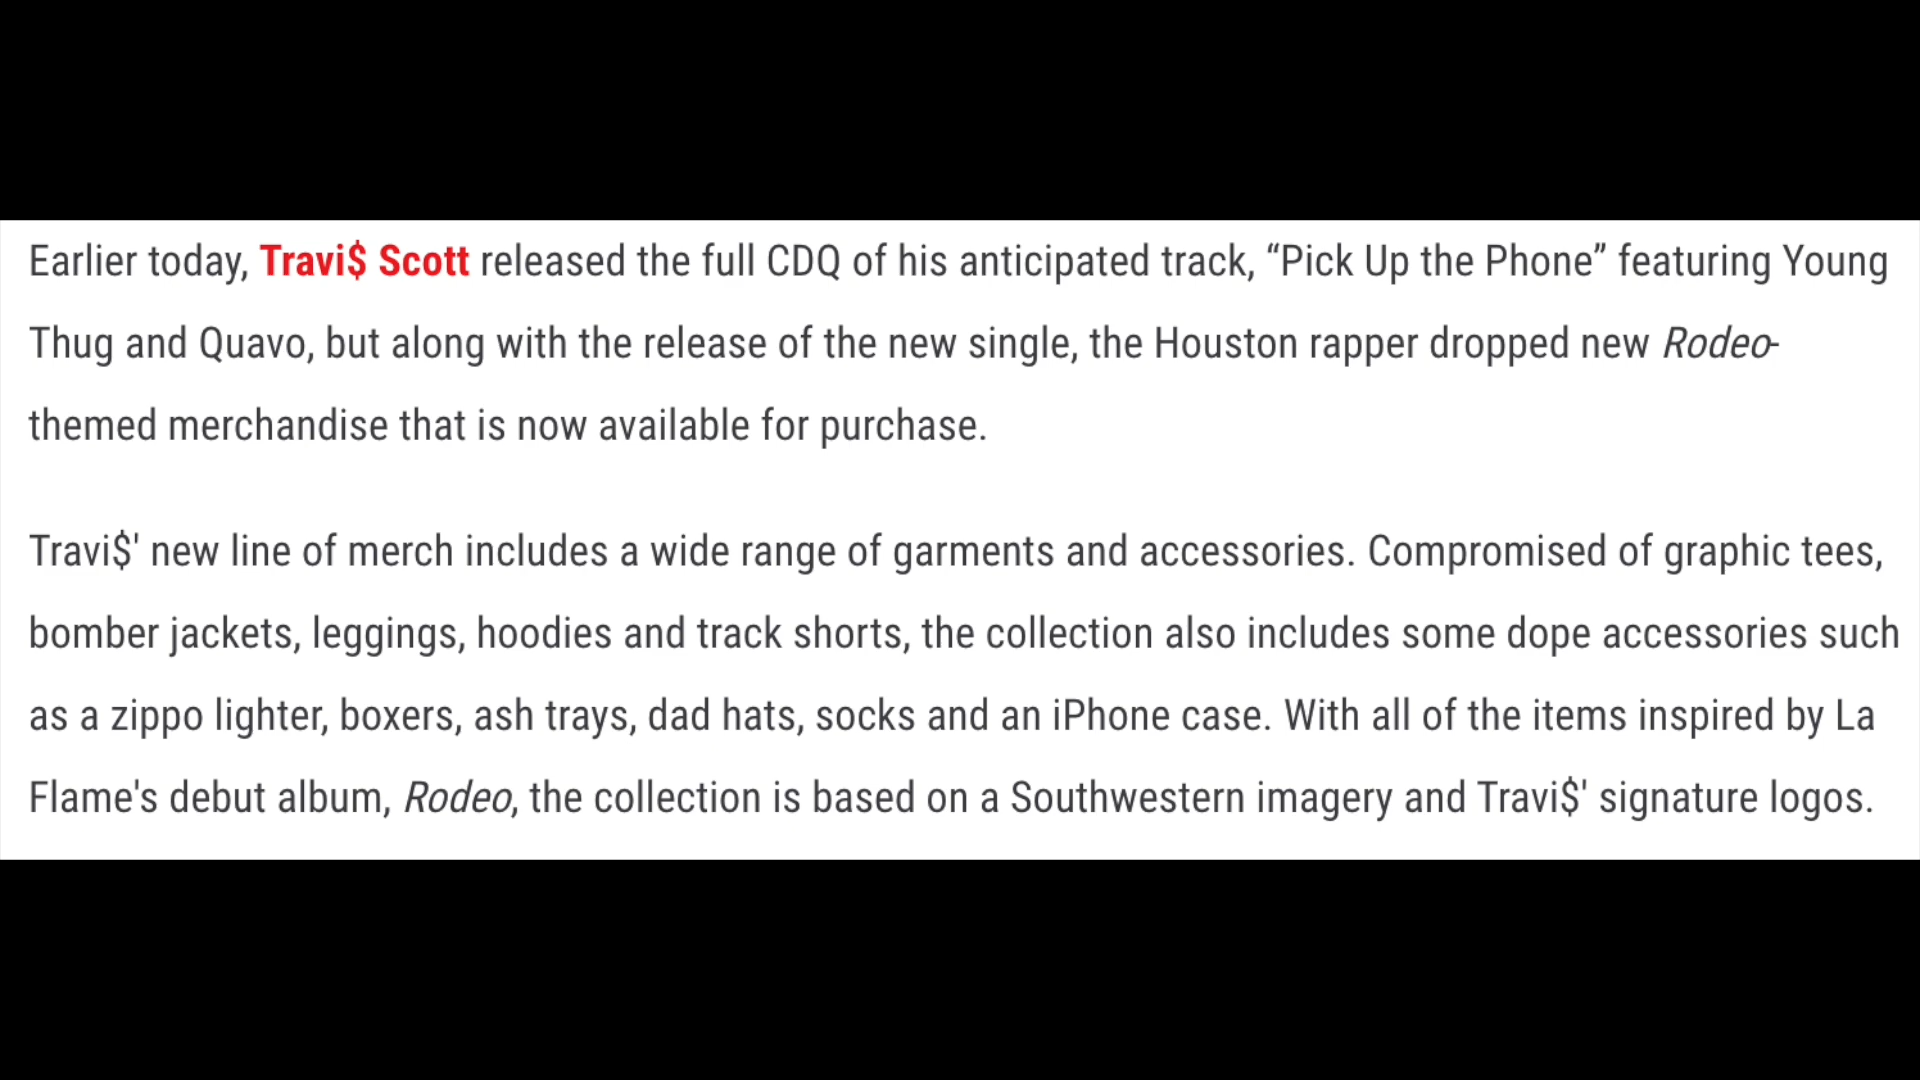 Earlier today, Travi$ Scott released the full CDQ of his anticipated track, “Pick Up the Phone” featuring Young
Thug and Quavo, but along with the release of the new single, the Houston rapper dropped new Rodeo-
themed merchandise that is now available for purchase.
Travi$' new line of merch includes a wide range of garments and accessories. Compromised of graphic tees,
bomber jackets, leggings, hoodies and track shorts, the collection also includes some dope accessories such
as a zippo lighter, boxers, ash trays, dad hats, socks and an iPhone case. With all of the items inspired by La
Flame's debut album, Rodeo, the collection is based on a Southwestern imagery and Travi$' signature logos.